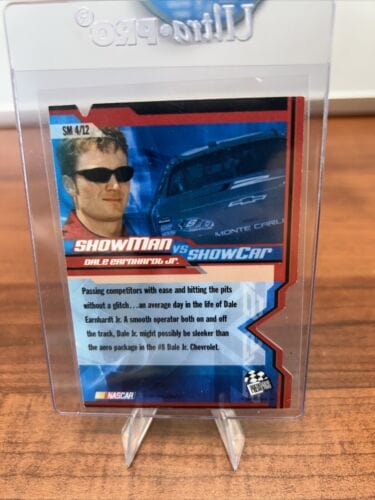 Ultra·PRO®
SM 4/12
8
MONTE CARLO
SHOWMAN VS SHOWCAR
DALE EARNHARDT JR.
Passing competitors with ease and hitting the pits
without a glitch...an average day in the life of Dale
Earnhardt Jr. A smooth operator both on and off
the track, Dale Jr. might possibly be sleeker than
the aero package in the #8 Dale Jr. Chevrolet.
NASCAR
PRESS PASS